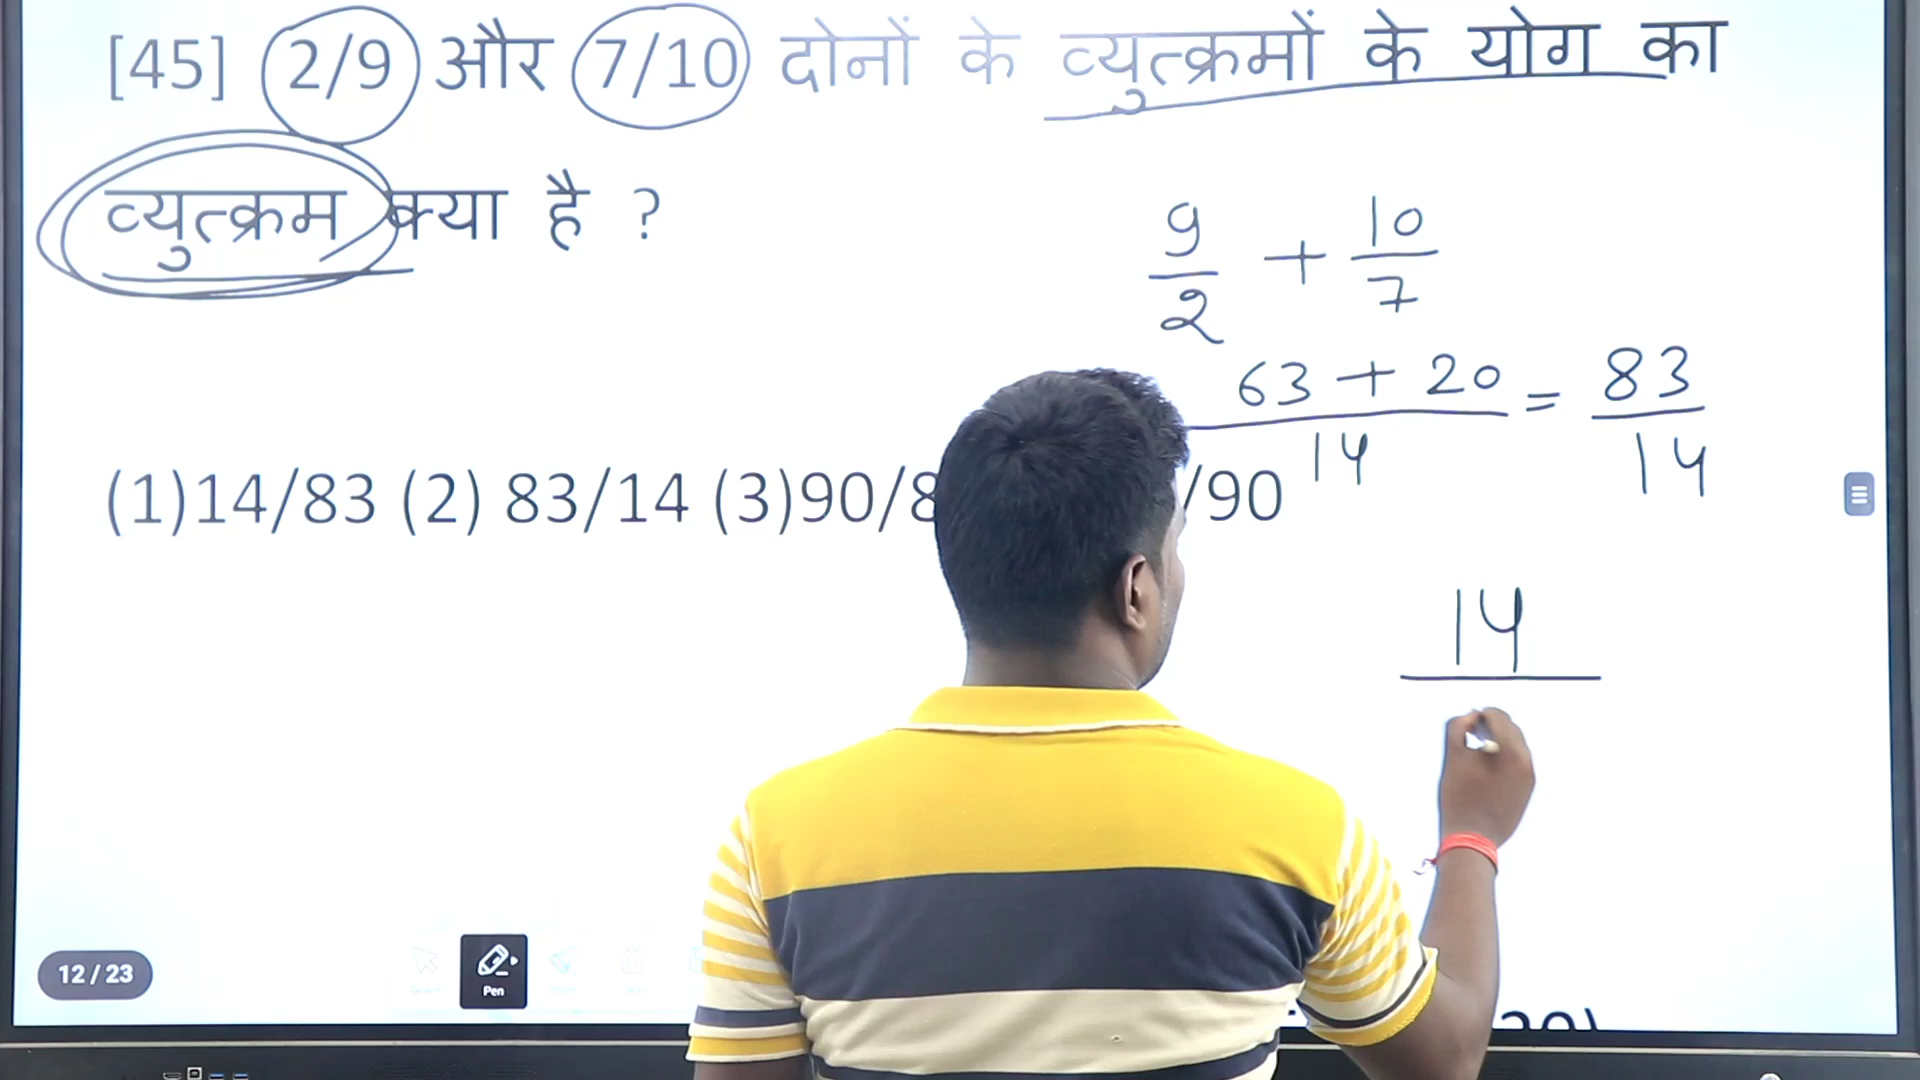 [45] 2/9 और 7/10 दोनों के व्युत्क्रमों के योग का
व्युत्क्रम क्या है ?
9/2 + 10/7
63 + 20 / 14 = 83/14
(1)14/83 (2) 83/14 (3)90/8 /90
14
12 / 23
Pen